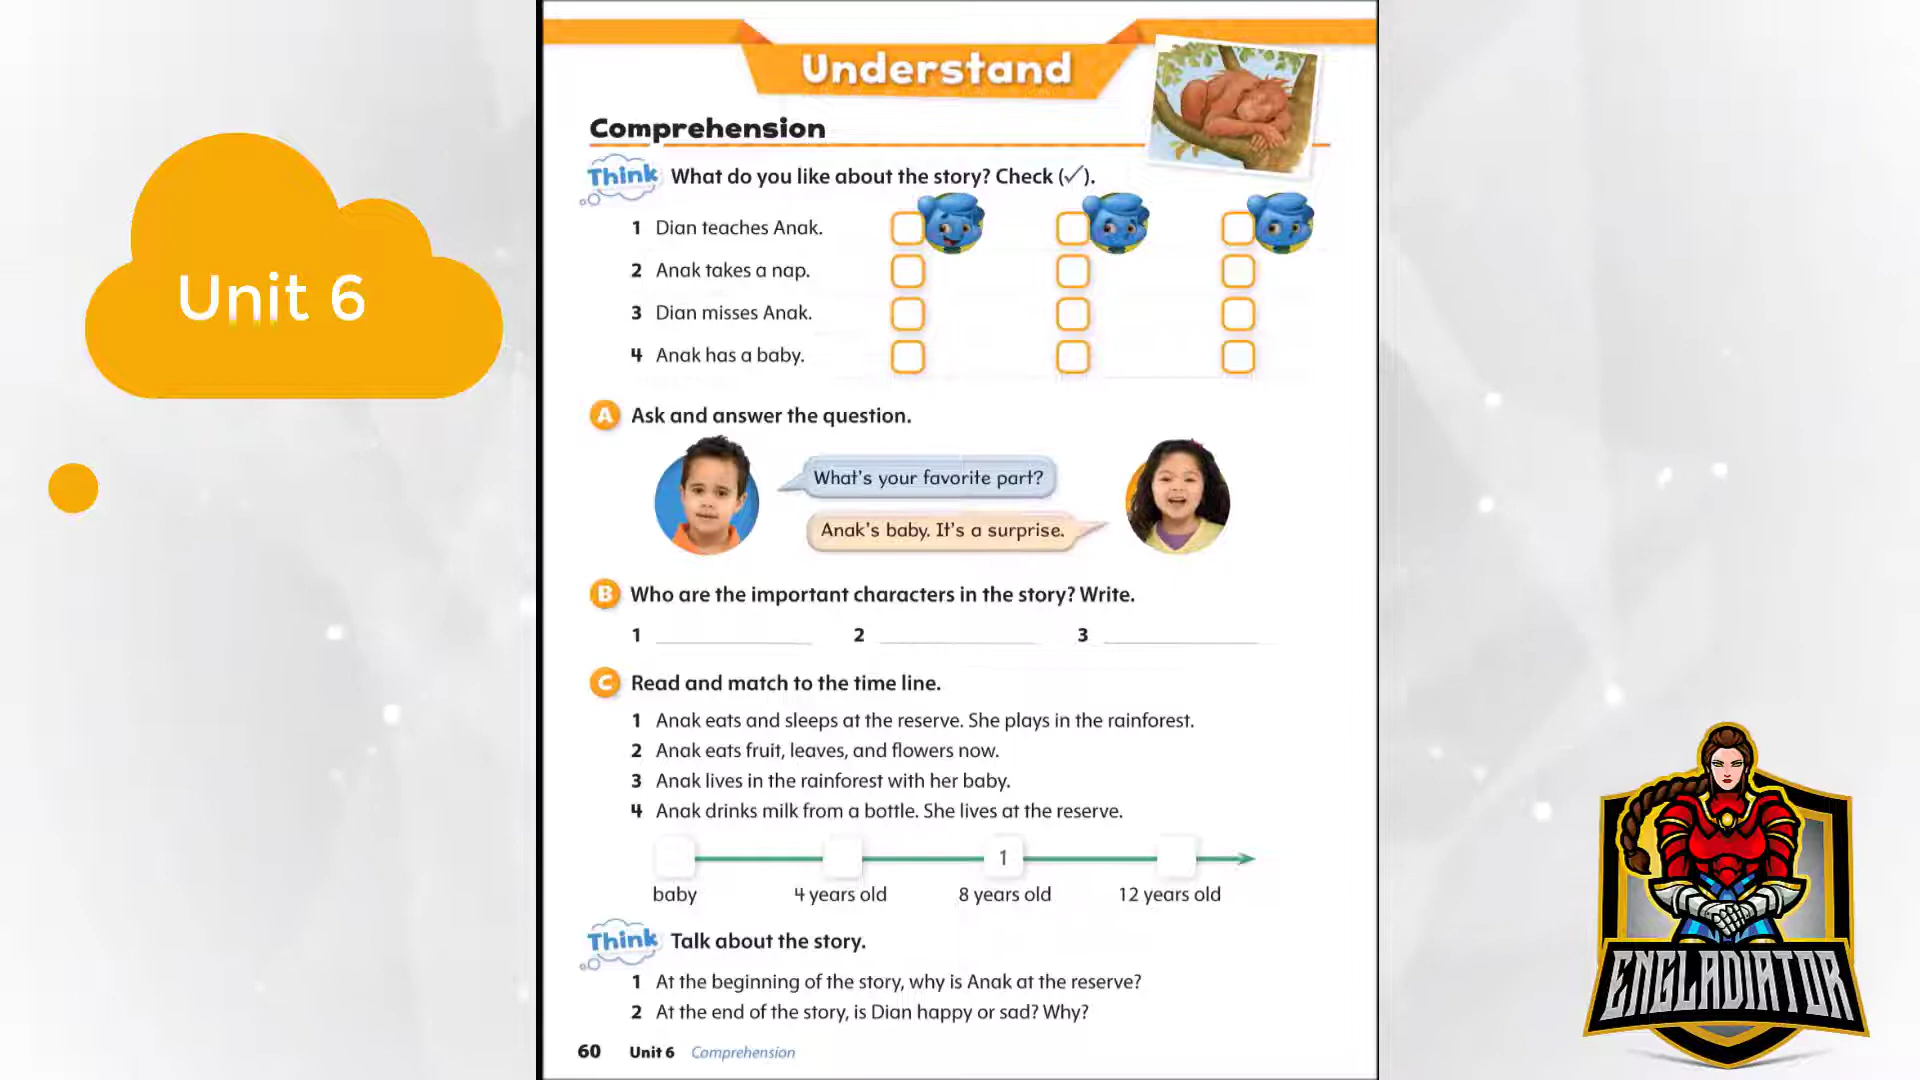 Unit 6
Understand
Comprehension
Think What do you like about the story? Check (✓).
1 Dian teaches Anak.
2 Anak takes a nap.
3 Dian misses Anak.
4 Anak has a baby.
A Ask and answer the question.
What's your favorite part?
Anak's baby. It's a surprise.
B Who are the important characters in the story? Write.
1 2 3
C Read and match to the time line.
1 Anak eats and sleeps at the reserve. She plays in the rainforest.
2 Anak eats fruit, leaves, and flowers now.
3 Anak lives in the rainforest with her baby.
4 Anak drinks milk from a bottle. She lives at the reserve.
1
baby 4 years old 8 years old 12 years old
Think Talk about the story.
1 At the beginning of the story, why is Anak at the reserve?
2 At the end of the story, is Dian happy or sad? Why?
60 Unit 6 Comprehension
ENGLADIATOR